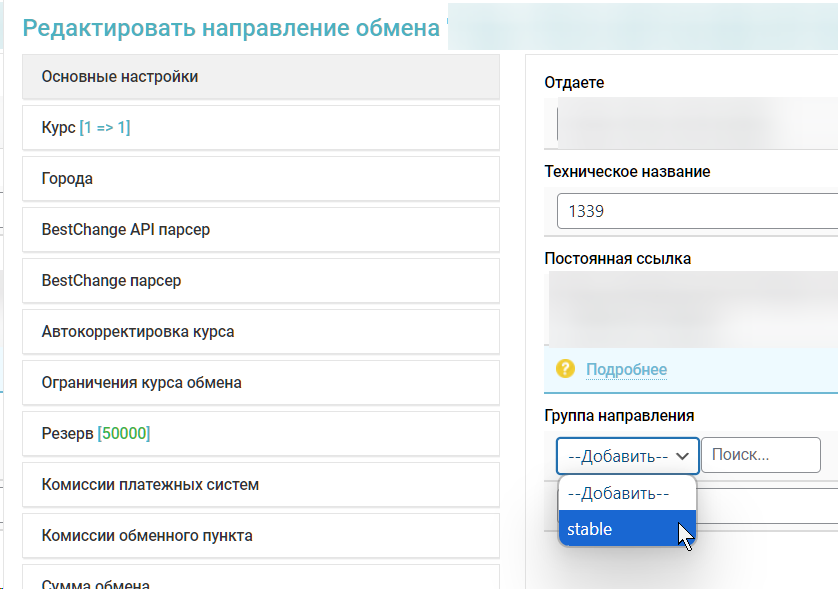 Редактировать направление обмена
Основные настройки
Курс [1 => 1]
Города
BestChange API парсер
BestChange парсер
Автокорректировка курса
Ограничения курса обмена
Резерв [50000]
Комиссии платежных систем
Комиссии обменного пункта
Сумма обмена
Отдаете
Техническое название
1339
Постоянная ссылка
? Подробнее
Группа направления
--Добавить-- Поиск...
--Добавить--
stable